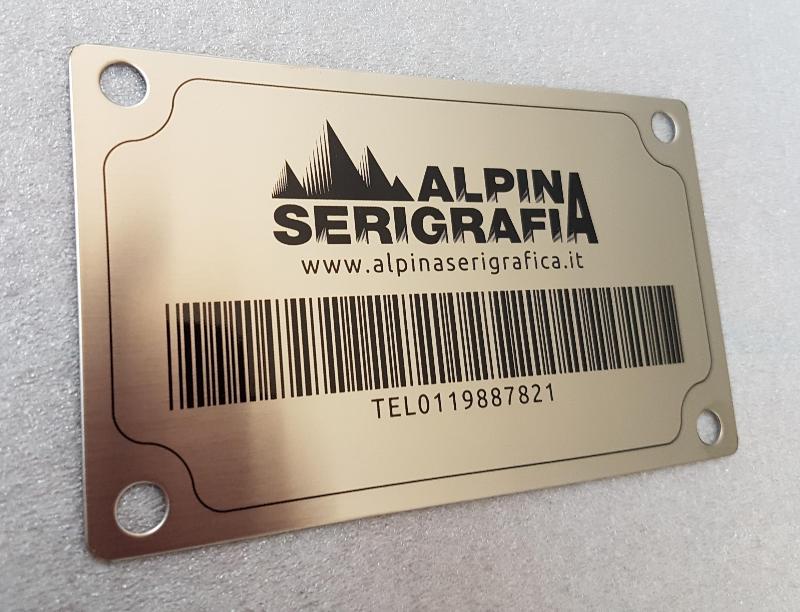 ALPINA
SERIGRAFIA
www.alpinaserigrafica.it
TEL0119887821